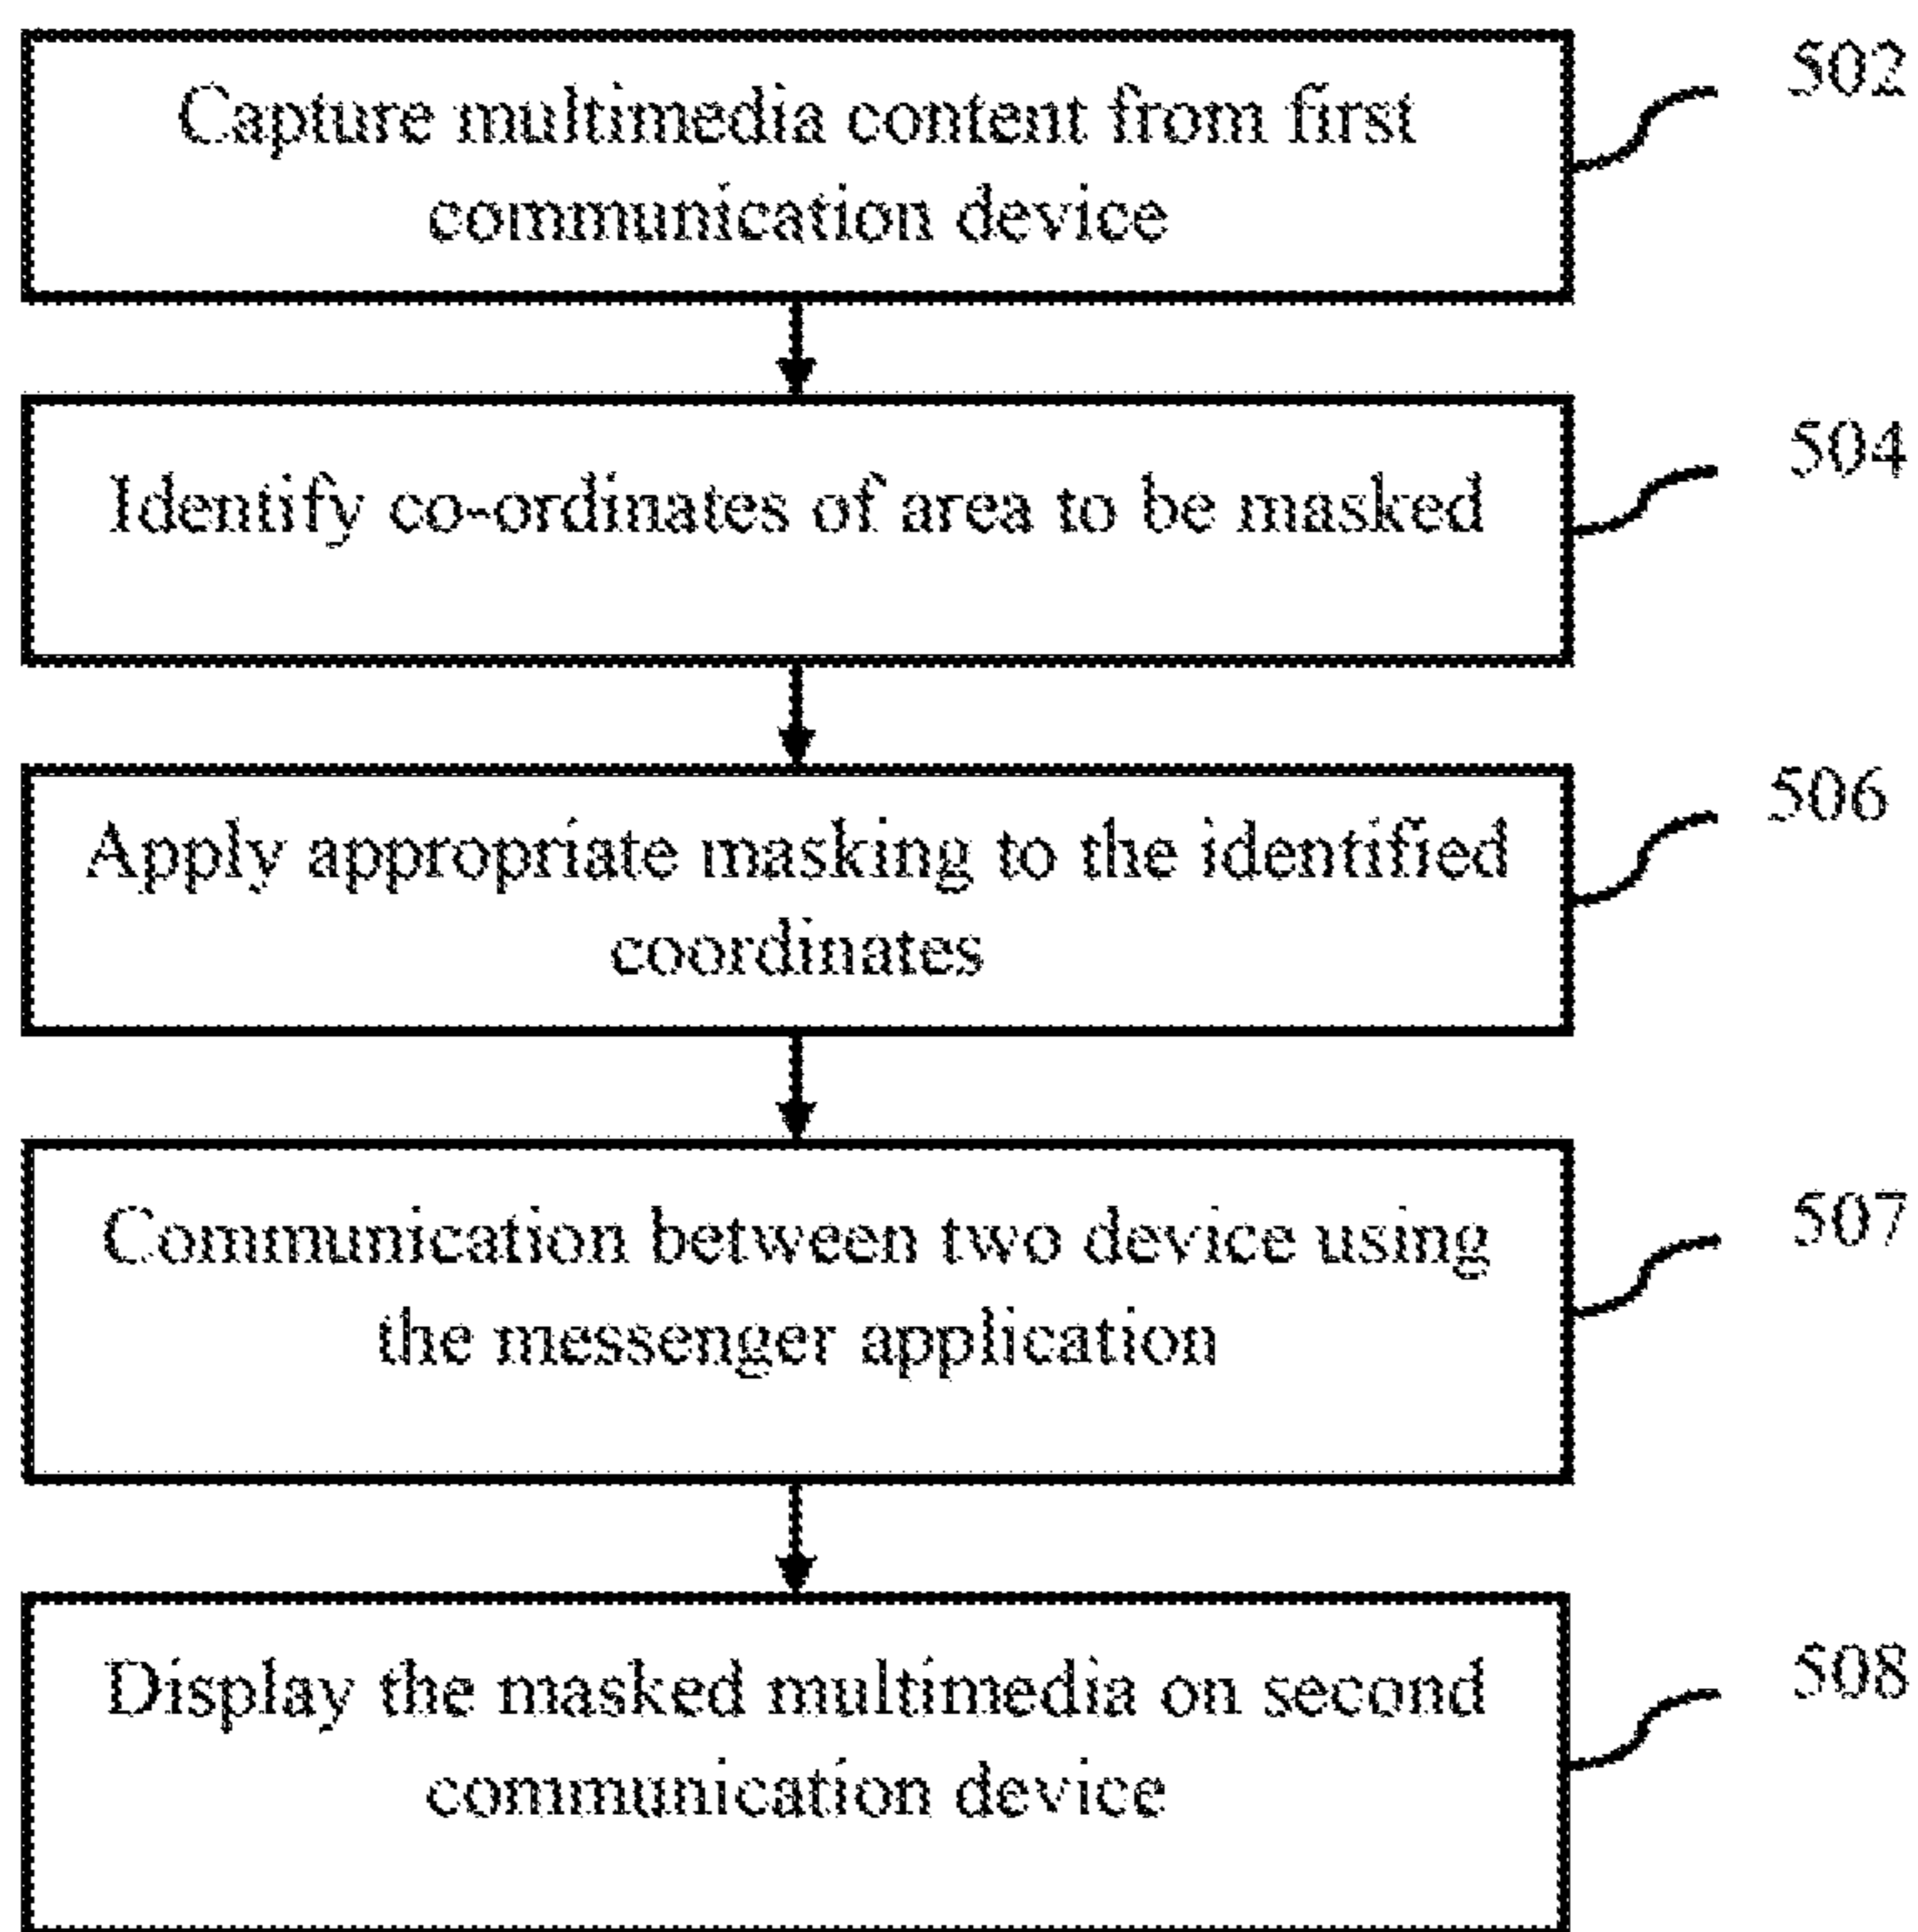 Capture multimedia content from first
communication device
502
Identify co-ordinates of area to be masked
504
Apply appropriate masking to the identified
coordinates
506
Communication between two device using
the messenger application
507
Display the masked multimedia on second
communication device
508